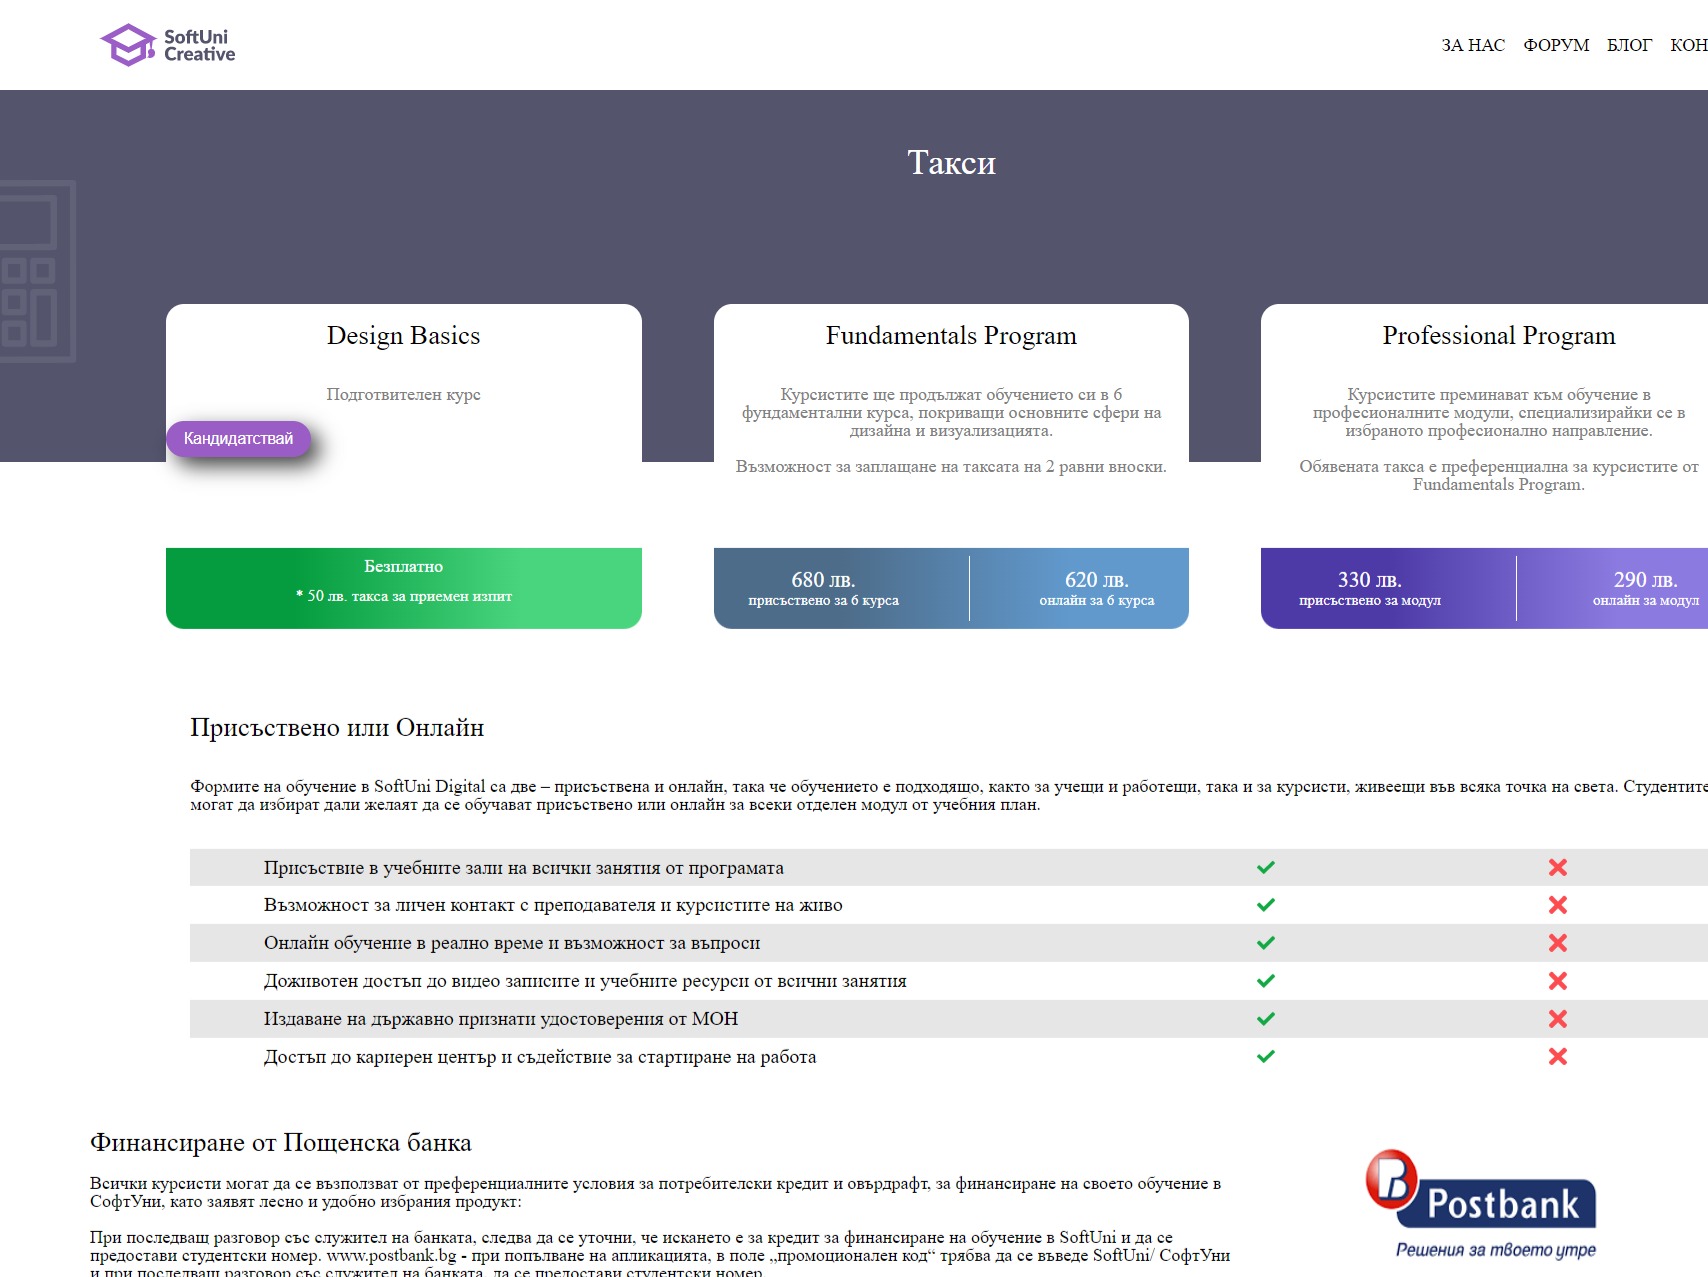 SoftUni
Creative
ЗА НАС ФОРУМ БЛОГ КОН
Такси
Design Basics
Подготвителен курс
Кандидатствай
Безплатно
* 50 лв. такса за приемен изпит
Fundamentals Program
Курсистите ще продължат обучението си в 6
фундаментални курса, покриващи основните сфери на
дизайна и визуализацията.
Възможност за заплащане на таксата на 2 равни вноски.
680 лв.
присъствено за 6 курса
620 лв.
онлайн за 6 курса
Professional Program
Курсистите преминават към обучение в
професионалните модули, специализирайки се в
избраното професионално направление.
Обявената такса е преференциална за курсистите от
Fundamentals Program.
330 лв.
присъствено за модул
290 лв.
онлайн за модул
Присъствено или Онлайн
Формите на обучение в SoftUni Digital са две – присъствена и онлайн, така че обучението е подходящо, както за учещи и работещи, така и за курсисти, живеещи във всяка точка на света. Студентите
могат да избират дали желаят да се обучават присъствено или онлайн за всеки отделен модул от учебния план.
Присъствие в учебните зали на всички занятия от програмата
Възможност за личен контакт с преподавателя и курсистите на живо
Онлайн обучение в реално време и възможност за въпроси
Доживотен достъп до видео записите и учебните ресурси от всични занятия
Издаване на държавно признати удостоверения от МОН
Достъп до кариерен център и съдействие за стартиране на работа
Финансиране от Пощенска банка
Всички курсисти могат да се възползват от преференциалните условия за потребителски кредит и овърдрафт, за финансиране на своето обучение в
СофтУни, като заявят лесно и удобно избрания продукт:
При последващ разговор със служител на банката, следва да се уточни, че искането е за кредит за финансиране на обучение в SoftUni и да се
предостави студентски номер. www.postbank.bg - при попълване на апликацията, в поле „промоционален код“ трябва да се въведе SoftUni/ СофтУни
и при последващ разговор със служител на банката, да се предостави студентски номер.
Postbank
Решения за твоето утре